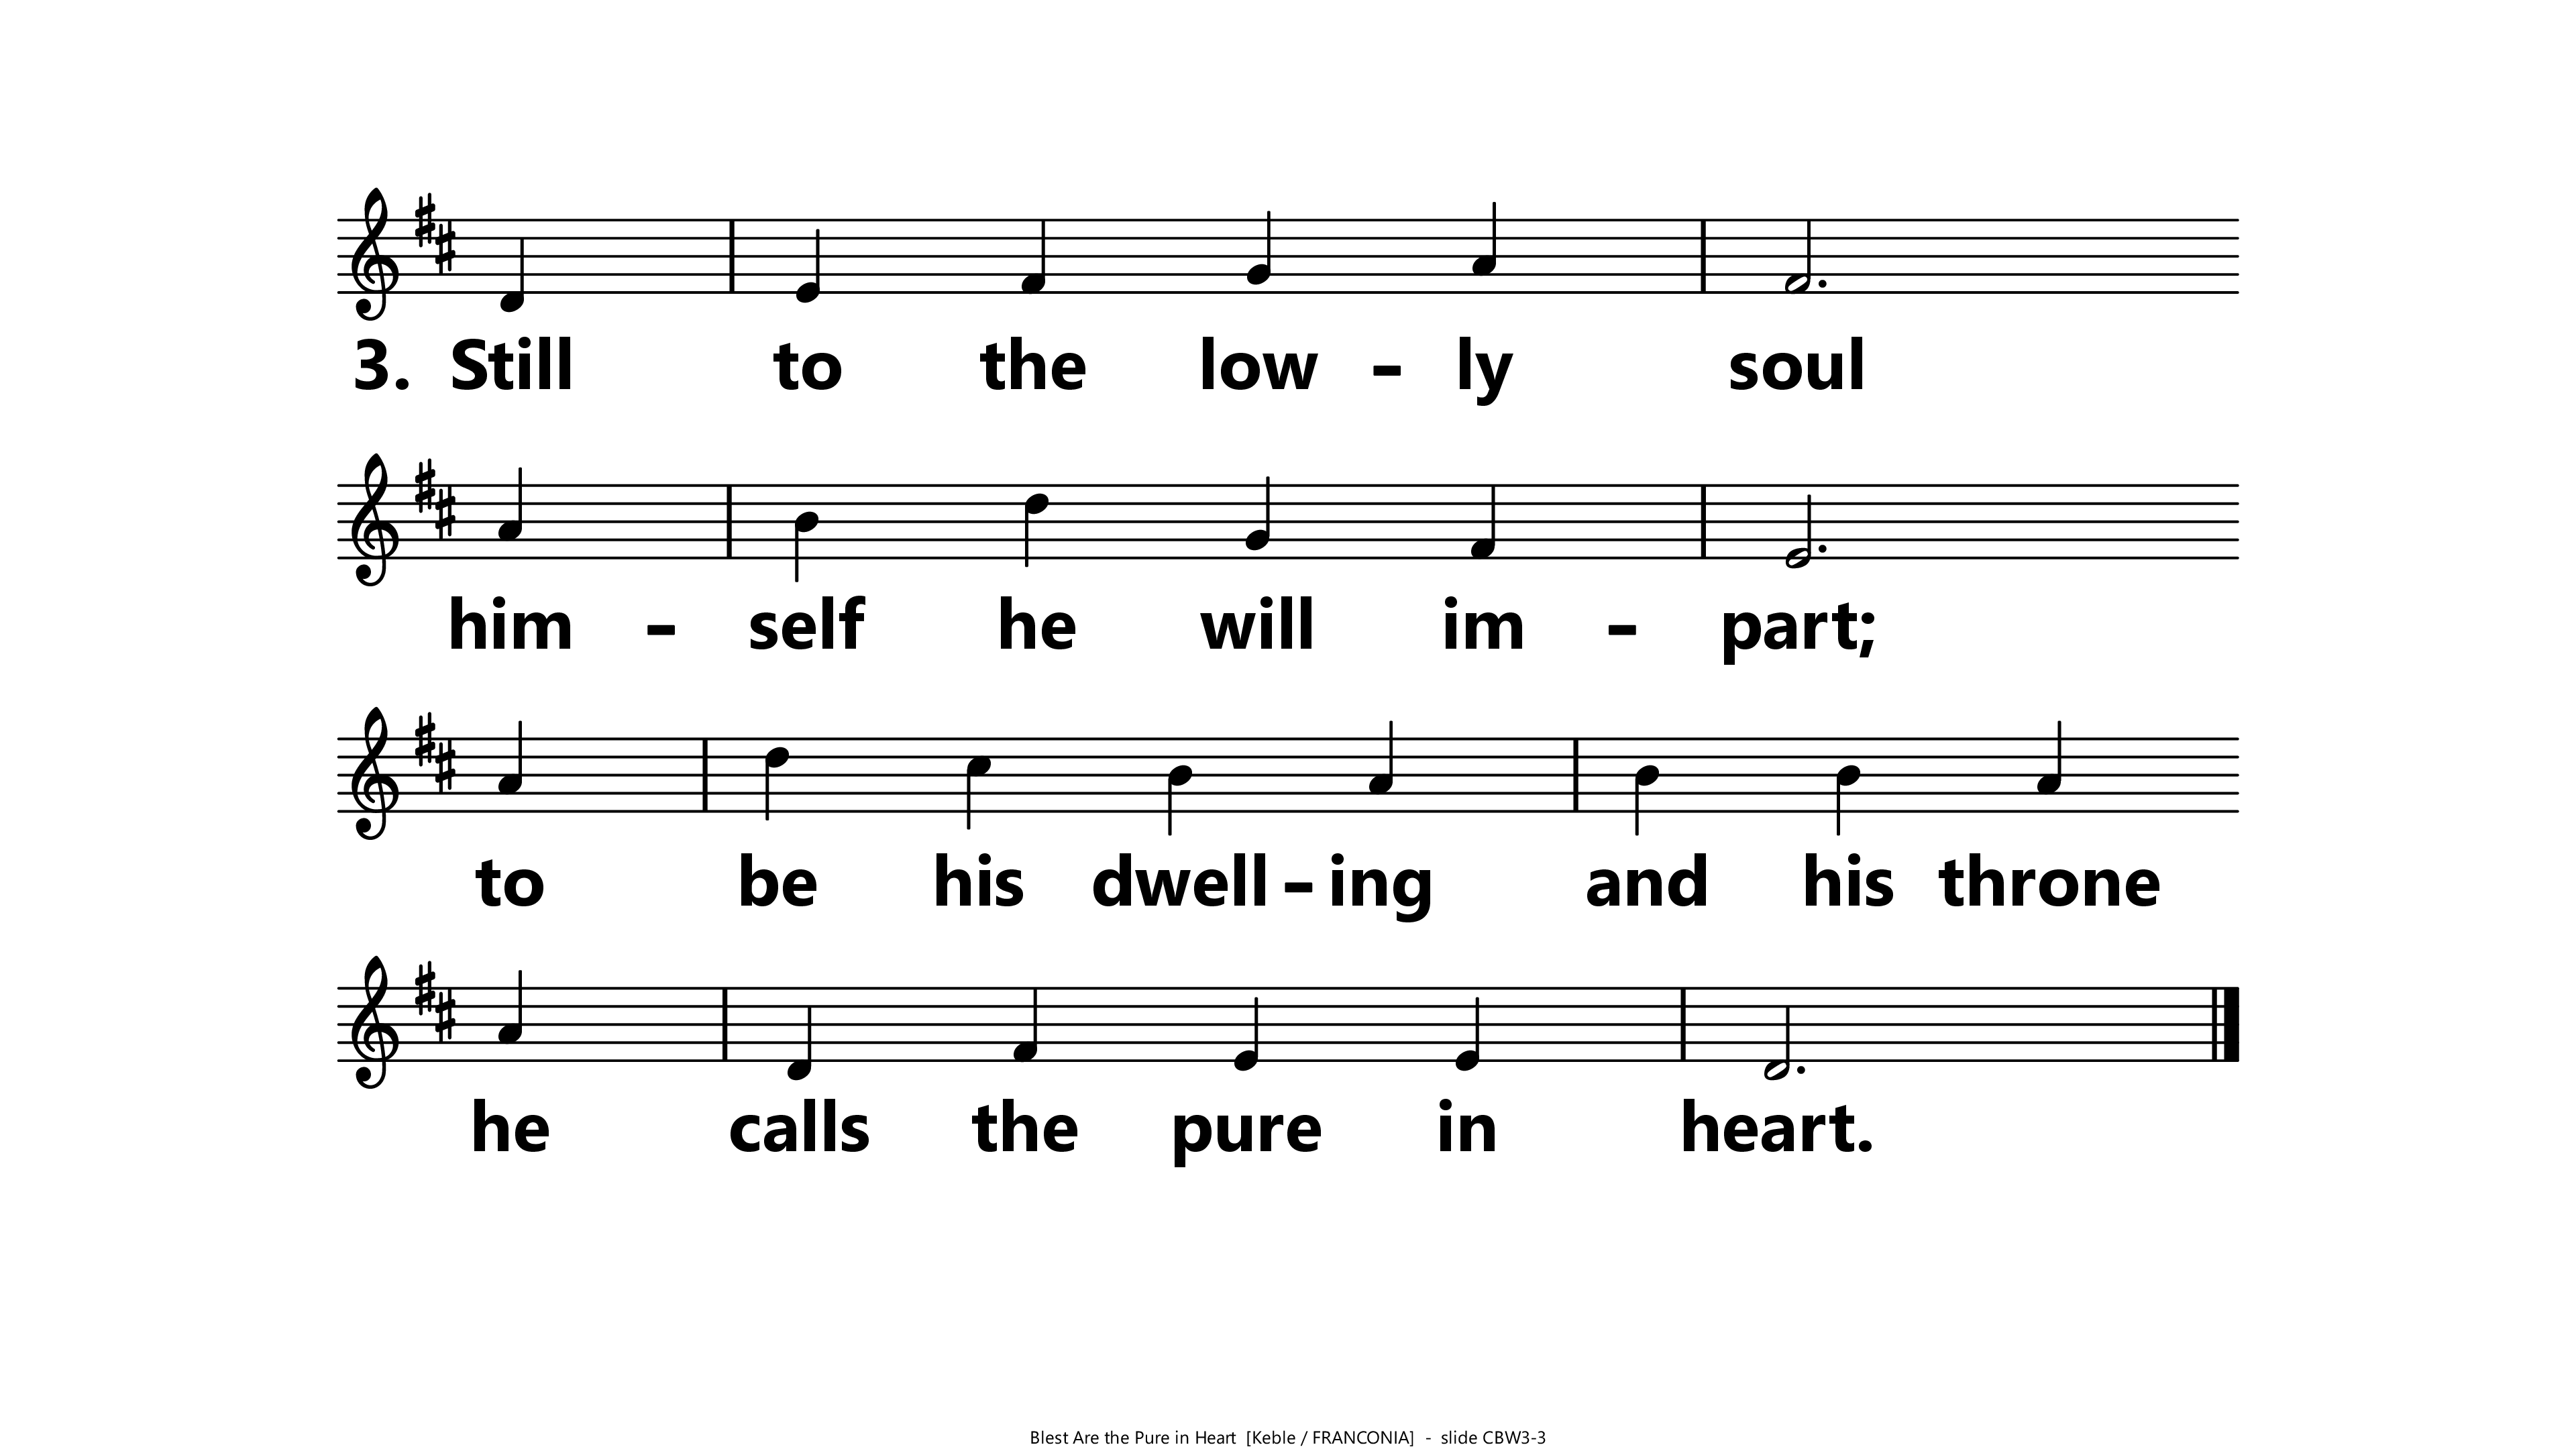 3. Still to the low - ly soul
him - self he will im - part;
to be his dwell - ing and his throne
he calls the pure in heart.
Blest Are the Pure in Heart [Keble / FRANCONIA] - slide CBW3-3